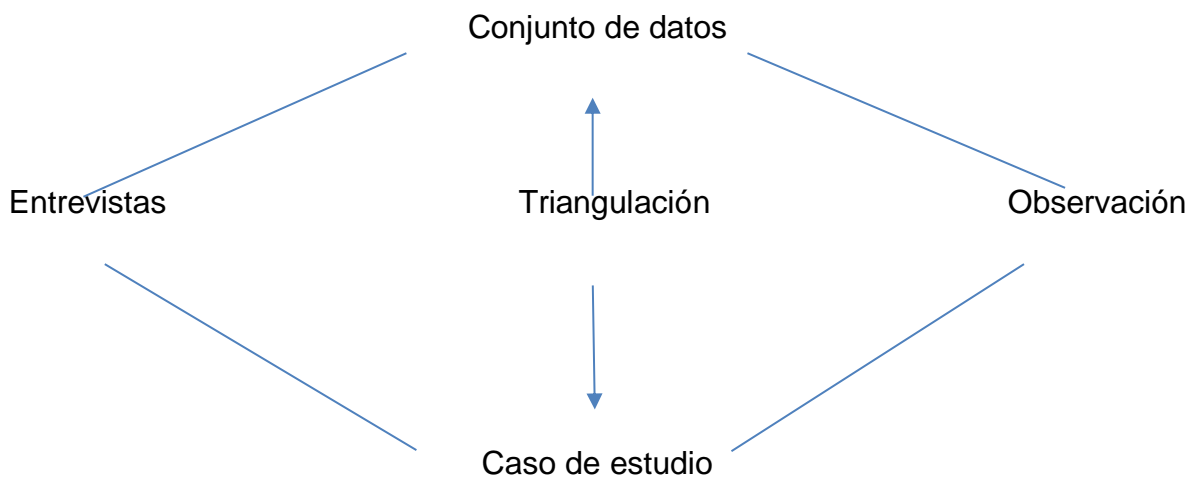 Conjunto de datos
Entrevistas
Triangulación
Observación
Caso de estudio